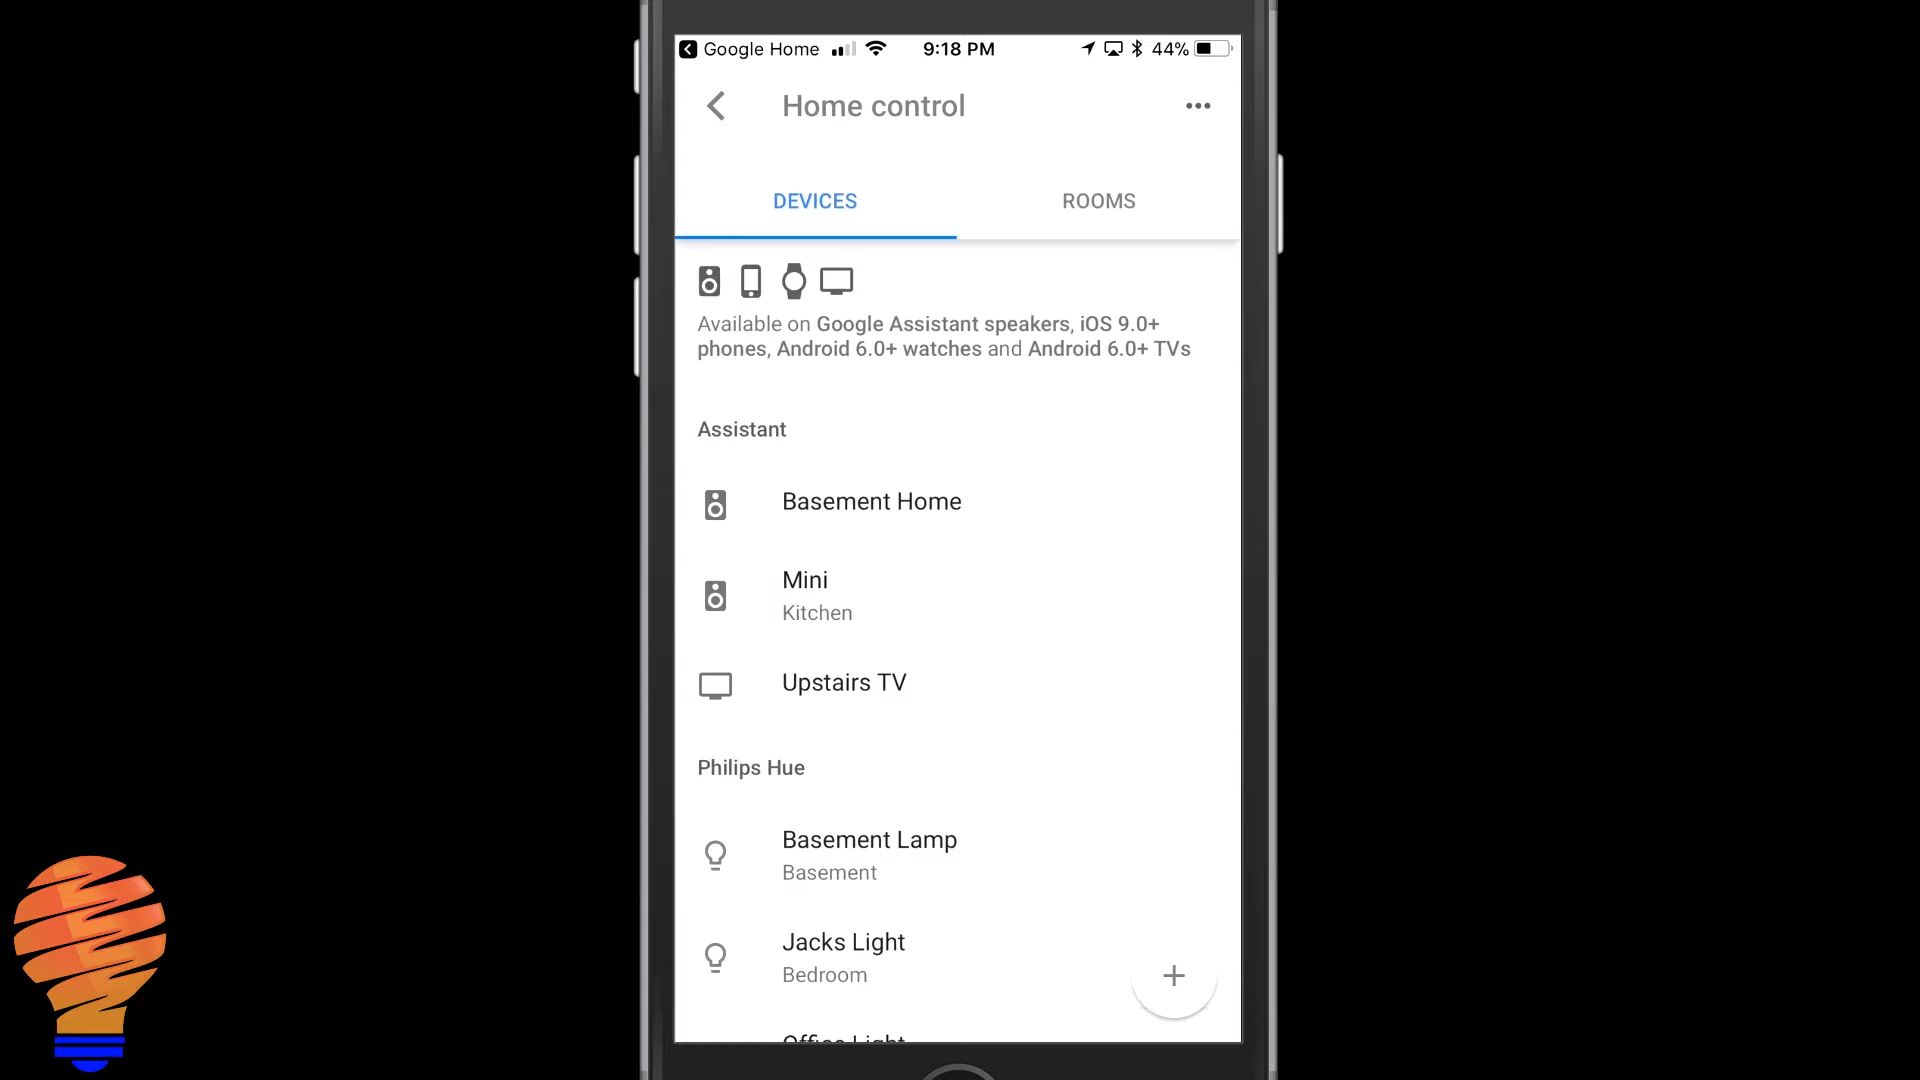 Google Home 9:18 PM 44%
Home control
DEVICES ROOMS
Available on Google Assistant speakers, iOS 9.0+
phones, Android 6.0+ watches and Android 6.0+ TVs
Assistant
Basement Home
Mini
Kitchen
Upstairs TV
Philips Hue
Basement Lamp
Basement
Jacks Light
Bedroom
Office Light